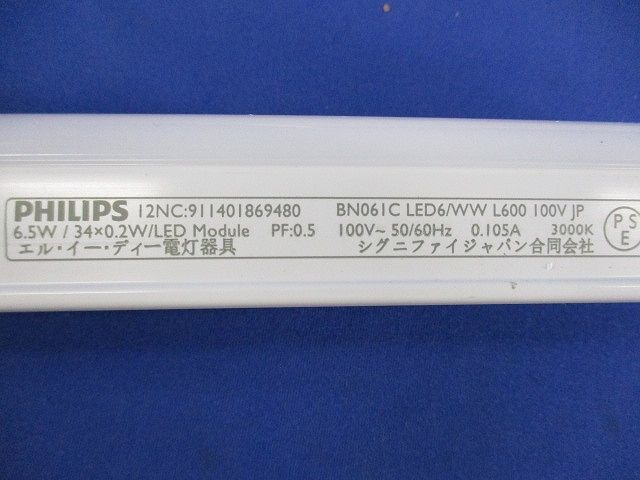 PHILIPS 12NC:911401869480 BN061C LED6/WW L600 100V JP
6.5W / 34×0.2W/LED Module PF:0.5 100V~ 50/60Hz 0.105A 3000K
エル・イー・ディー電灯器具 シグニファイジャパン合同会社
P S
E